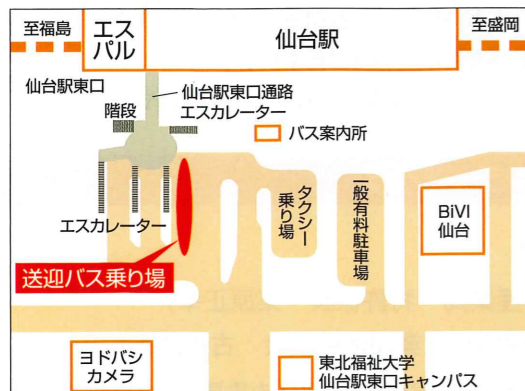 至福島
エス
パル
仙台駅
至盛岡
仙台駅東口
仙台駅東口通路
階段
エスカレーター
バス案内所
タクシー
乗り場
一般有料駐車場
BiVI
仙台
エスカレーター
送迎バス乗り場
ヨドバシ
カメラ
東北福祉大学
仙台駅東口キャンパス